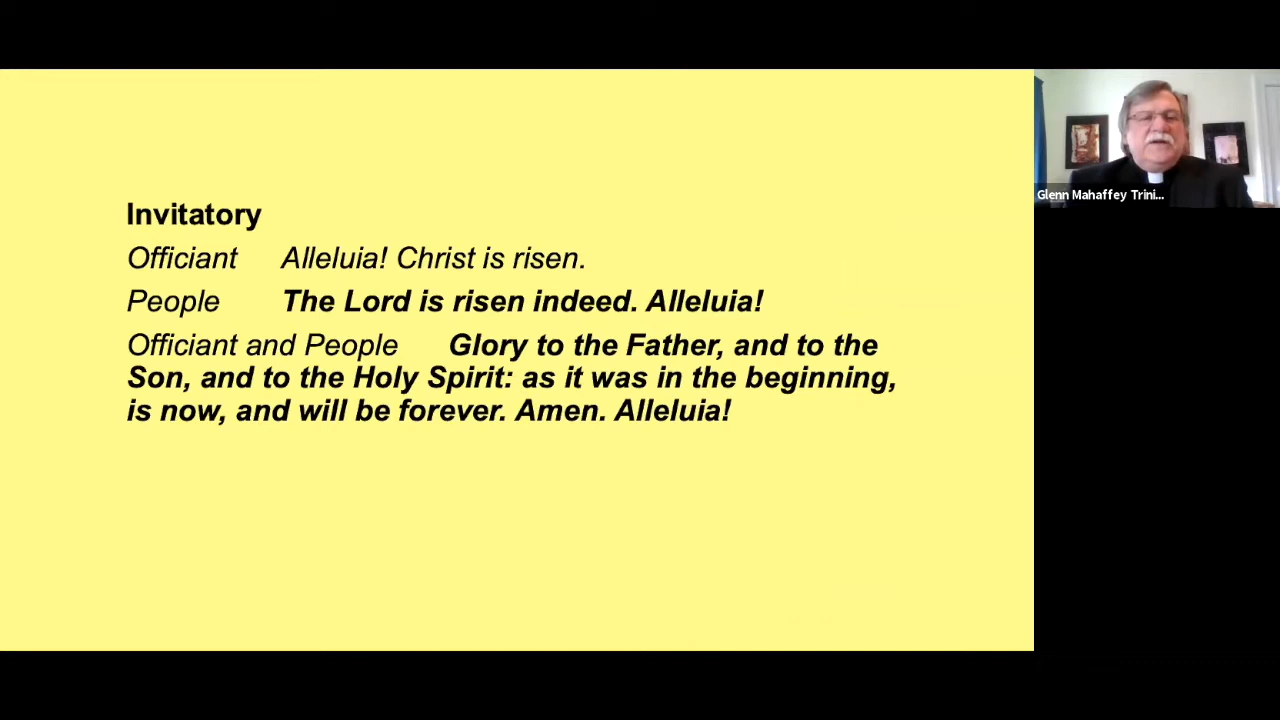 Invitatory
Officiant Alleluia! Christ is risen.
People The Lord is risen indeed. Alleluia!
Officiant and People Glory to the Father, and to the
Son, and to the Holy Spirit: as it was in the beginning,
is now, and will be forever. Amen. Alleluia!
Glenn Mahaffey Trini...